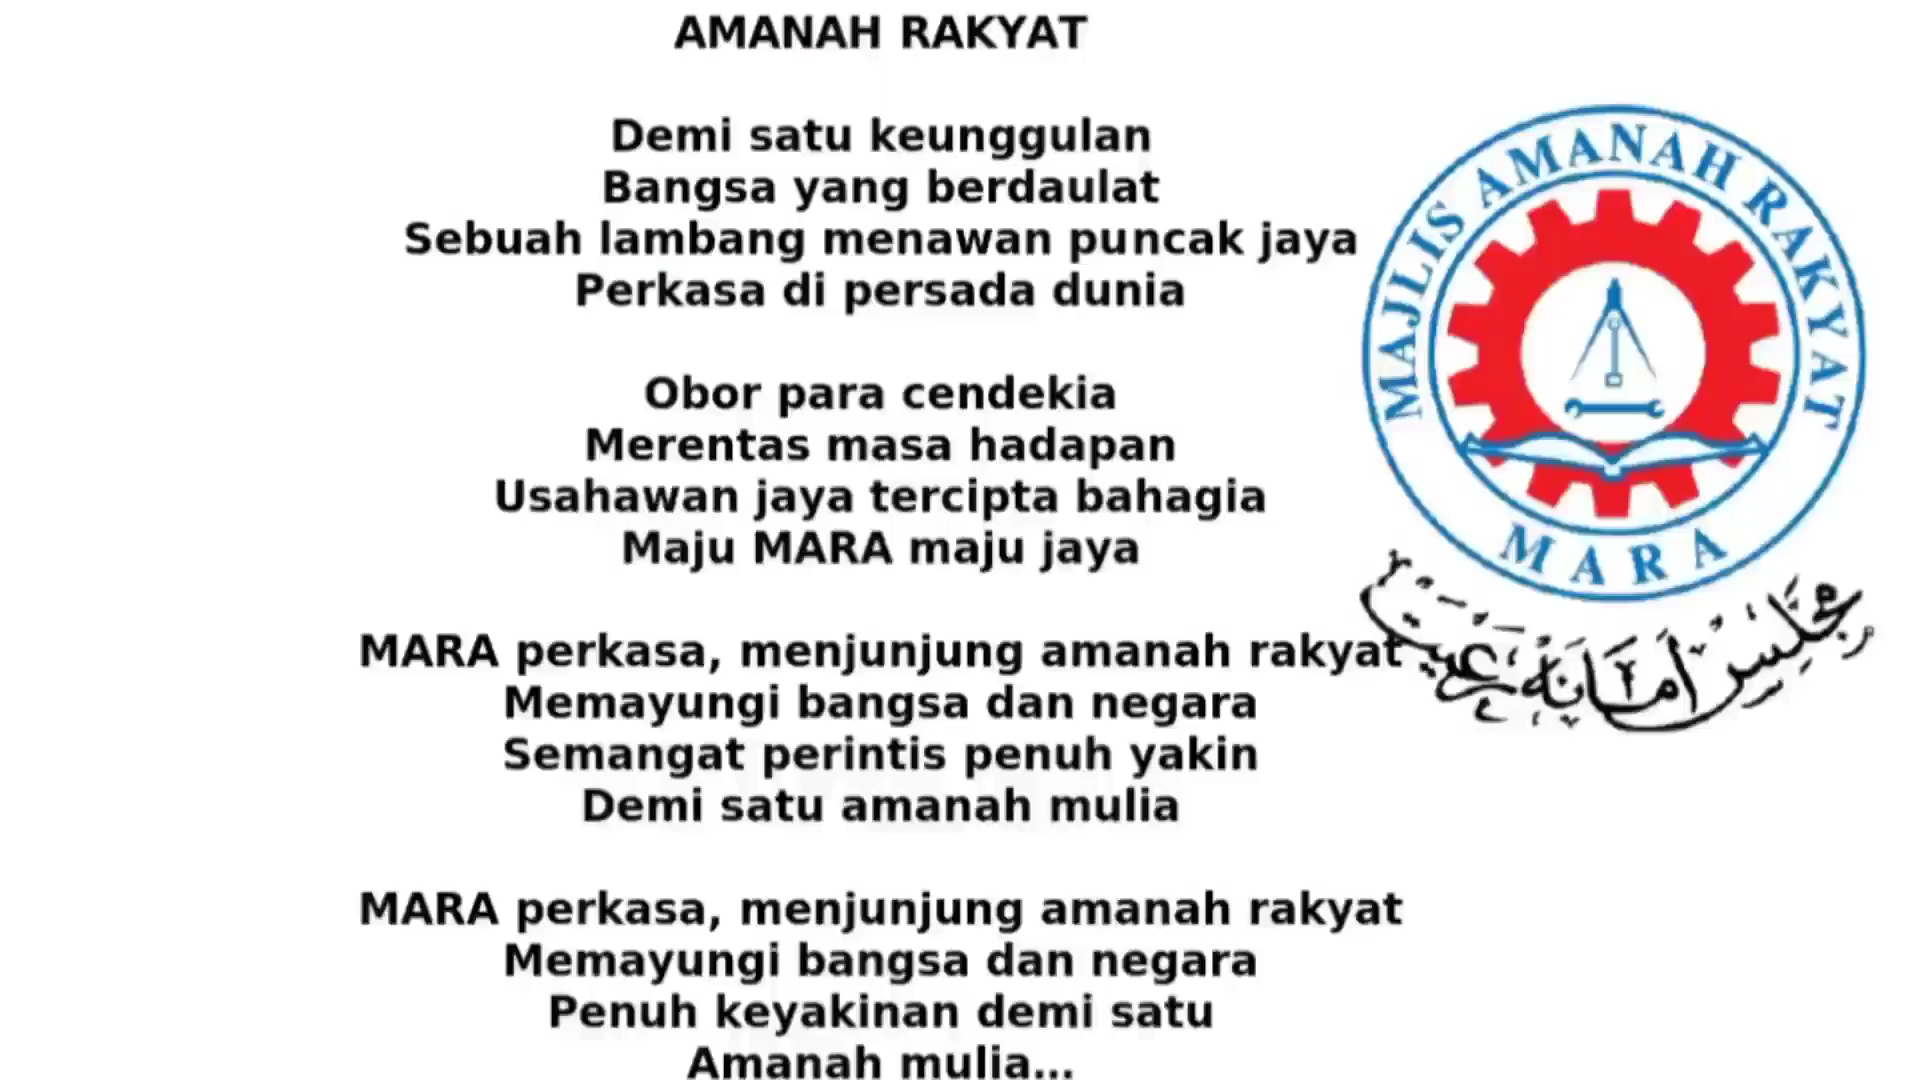 AMANAH RAKYAT
Demi satu keunggulan
Bangsa yang berdaulat
Sebuah lambang menawan puncak jaya
Perkasa di persada dunia
Obor para cendekia
Merentas masa hadapan
Usahawan jaya tercipta bahagia
Maju MARA maju jaya
MARA perkasa, menjunjung amanah rakyat
Memayungi bangsa dan negara
Semangat perintis penuh yakin
Demi satu amanah mulia
MARA perkasa, menjunjung amanah rakyat
Memayungi bangsa dan negara
Penuh keyakinan demi satu
Amanah mulia...
MAJLIS AMANAH RAKYAT
MARA
مجليس امانه رعيت